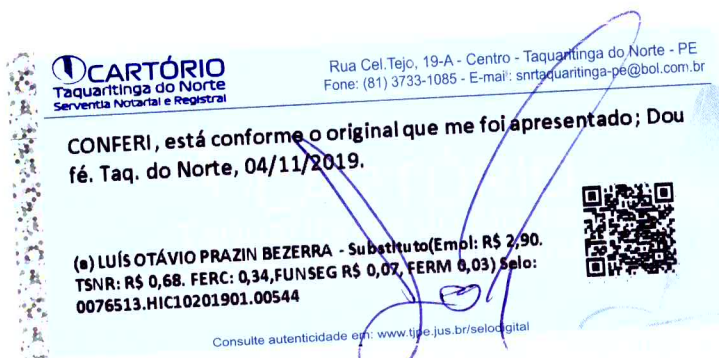 CARTÓRIO
Taquaritinga do Norte
Serventia Notarial e Registral
Rua Cel.Tejo, 19-A - Centro - Taquaritinga do Norte - PE
Fone: (81) 3733-1085 - E-mail: snrtaquaritinga-pe@bol.com.br
CONFERI, está conforme o original que me foi apresentado; Dou
fé. Taq. do Norte, 04/11/2019.
(a) LUÍS OTÁVIO PRAZIN BEZERRA - Substituto(Emol: R$ 2,90.
TSNR: R$ 0,68. FERC: 0,34,FUNSEG R$ 0,07, FERM 0,03) Selo:
0076513.HIC10201901.00544
Consulte autenticidade em: www.tjpe.jus.br/selodigital